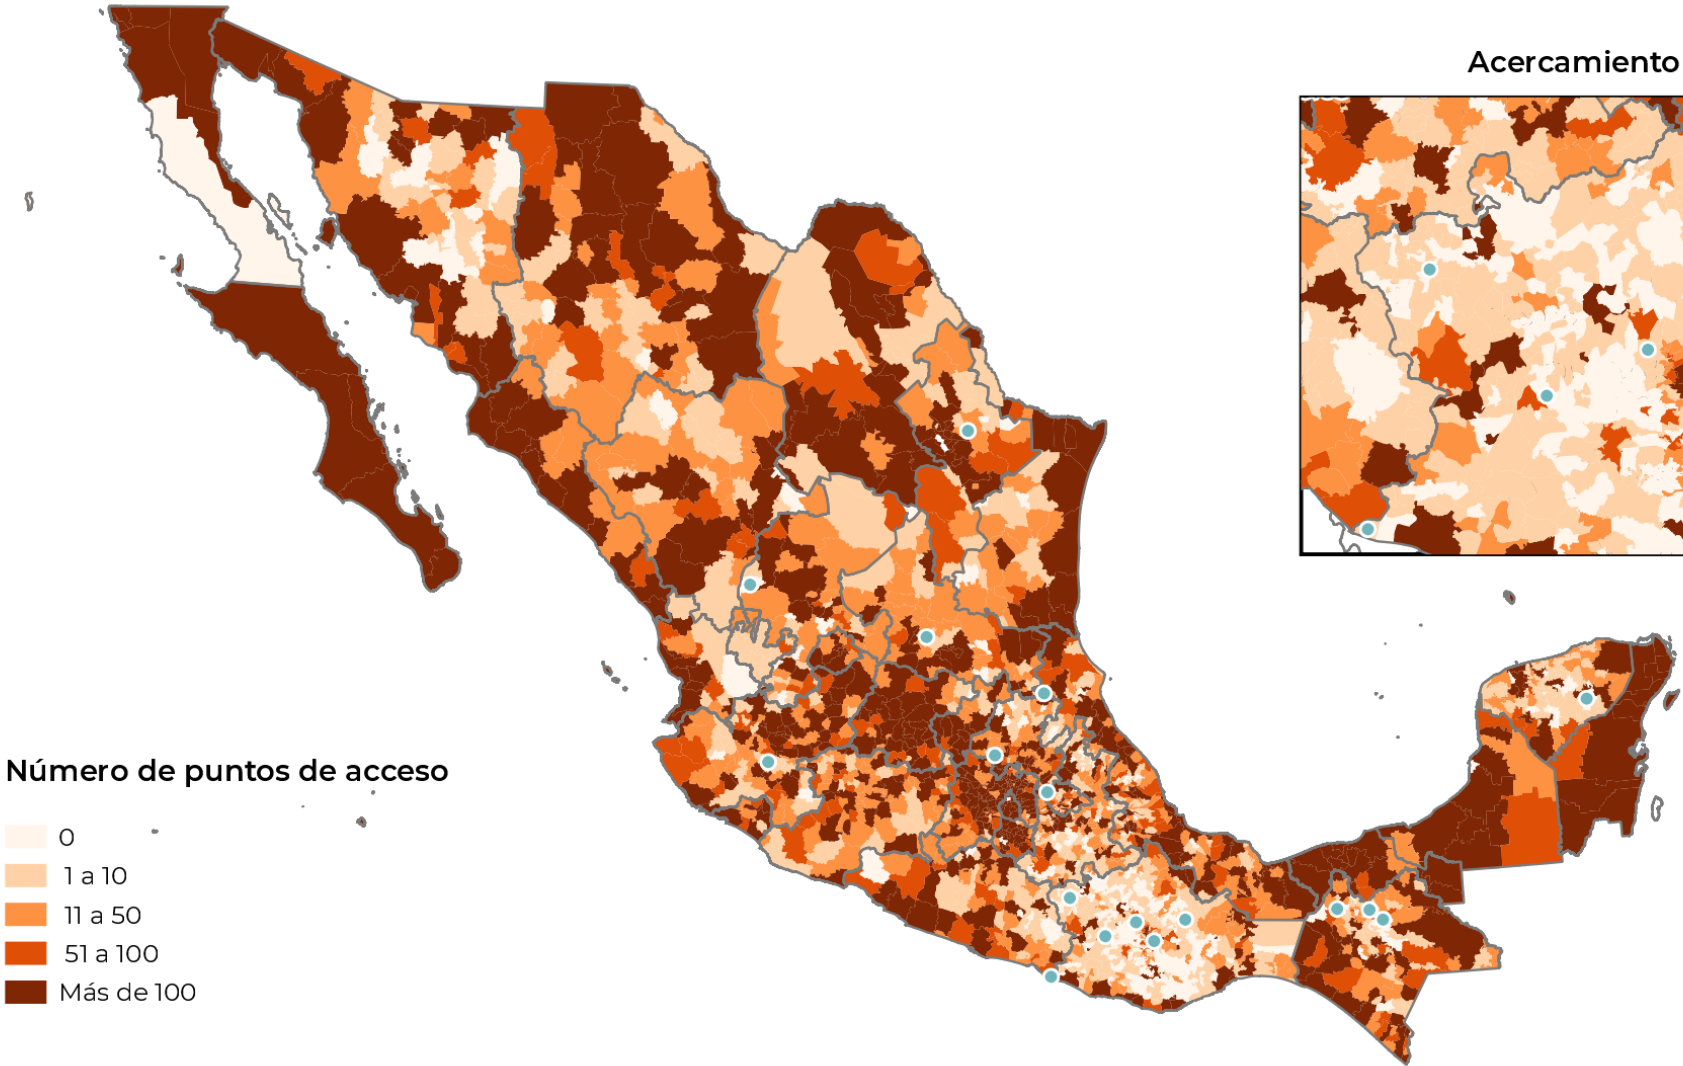 Acercamiento
Número de puntos de acceso
0
1 a 10
11 a 50
51 a 100
Más de 100